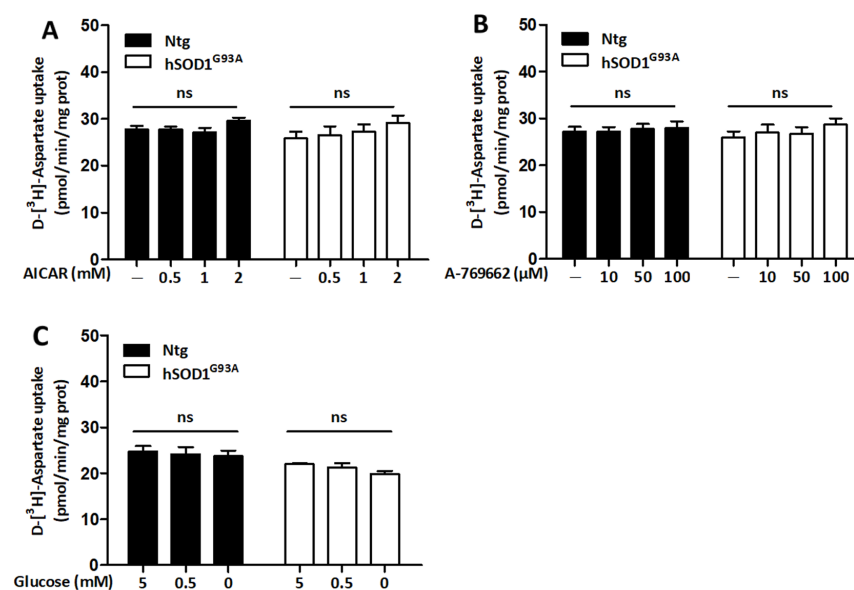 A
50
40
30
20
10
0
D-[³H]-Aspartate uptake
(pmol/min/mg prot)
Ntg
hSOD1ᴳ⁹³ᴬ
ns
ns
AICAR (mM)
— 0.5 1 2 — 0.5 1 2
B
50
40
30
20
10
0
D-[³H]-Aspartate uptake
(pmol/min/mg prot)
Ntg
hSOD1ᴳ⁹³ᴬ
ns
ns
A-769662 (µM)
— 10 50 100 — 10 50 100
C
50
40
30
20
10
0
D-[³H]-Aspartate uptake
(pmol/min/mg prot)
Ntg
hSOD1ᴳ⁹³ᴬ
ns
ns
Glucose (mM)
5 0.5 0 5 0.5 0